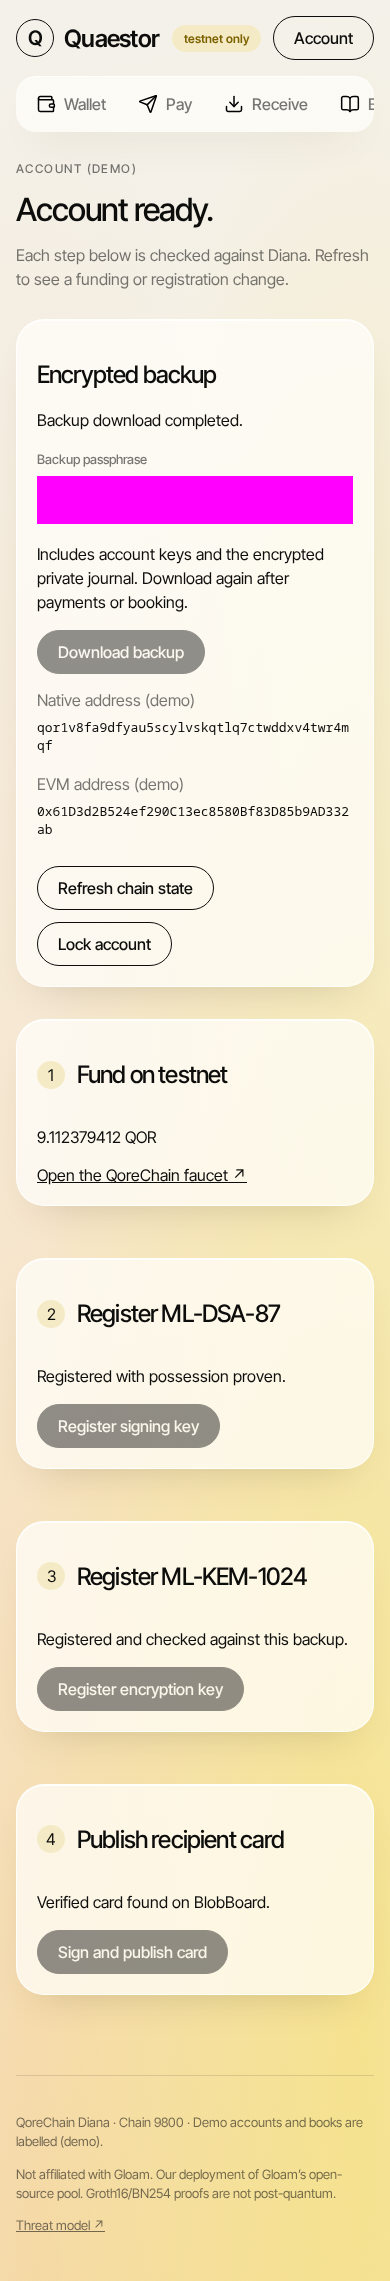 Q Quaestor testnet only Account
Wallet Pay Receive
ACCOUNT (DEMO)
Account ready.
Each step below is checked against Diana. Refresh
to see a funding or registration change.
Encrypted backup
Backup download completed.
Backup passphrase
Includes account keys and the encrypted
private journal. Download again after
payments or booking.
Download backup
Native address (demo)
qor1v8fa9dfyau5scylvskqtlq7ctwddxv4twr4m
qf
EVM address (demo)
0x61D3d2B524ef290C13ec8580Bf83D85b9AD332
ab
Refresh chain state
Lock account
1 Fund on testnet
9.112379412 QOR
Open the QoreChain faucet ↗
2 Register ML-DSA-87
Registered with possession proven.
Register signing key
3 Register ML-KEM-1024
Registered and checked against this backup.
Register encryption key
4 Publish recipient card
Verified card found on BlobBoard.
Sign and publish card
QoreChain Diana · Chain 9800 · Demo accounts and books are
labelled (demo).
Not affiliated with Gloam. Our deployment of Gloam’s open-
source pool. Groth16/BN254 proofs are not post-quantum.
Threat model ↗